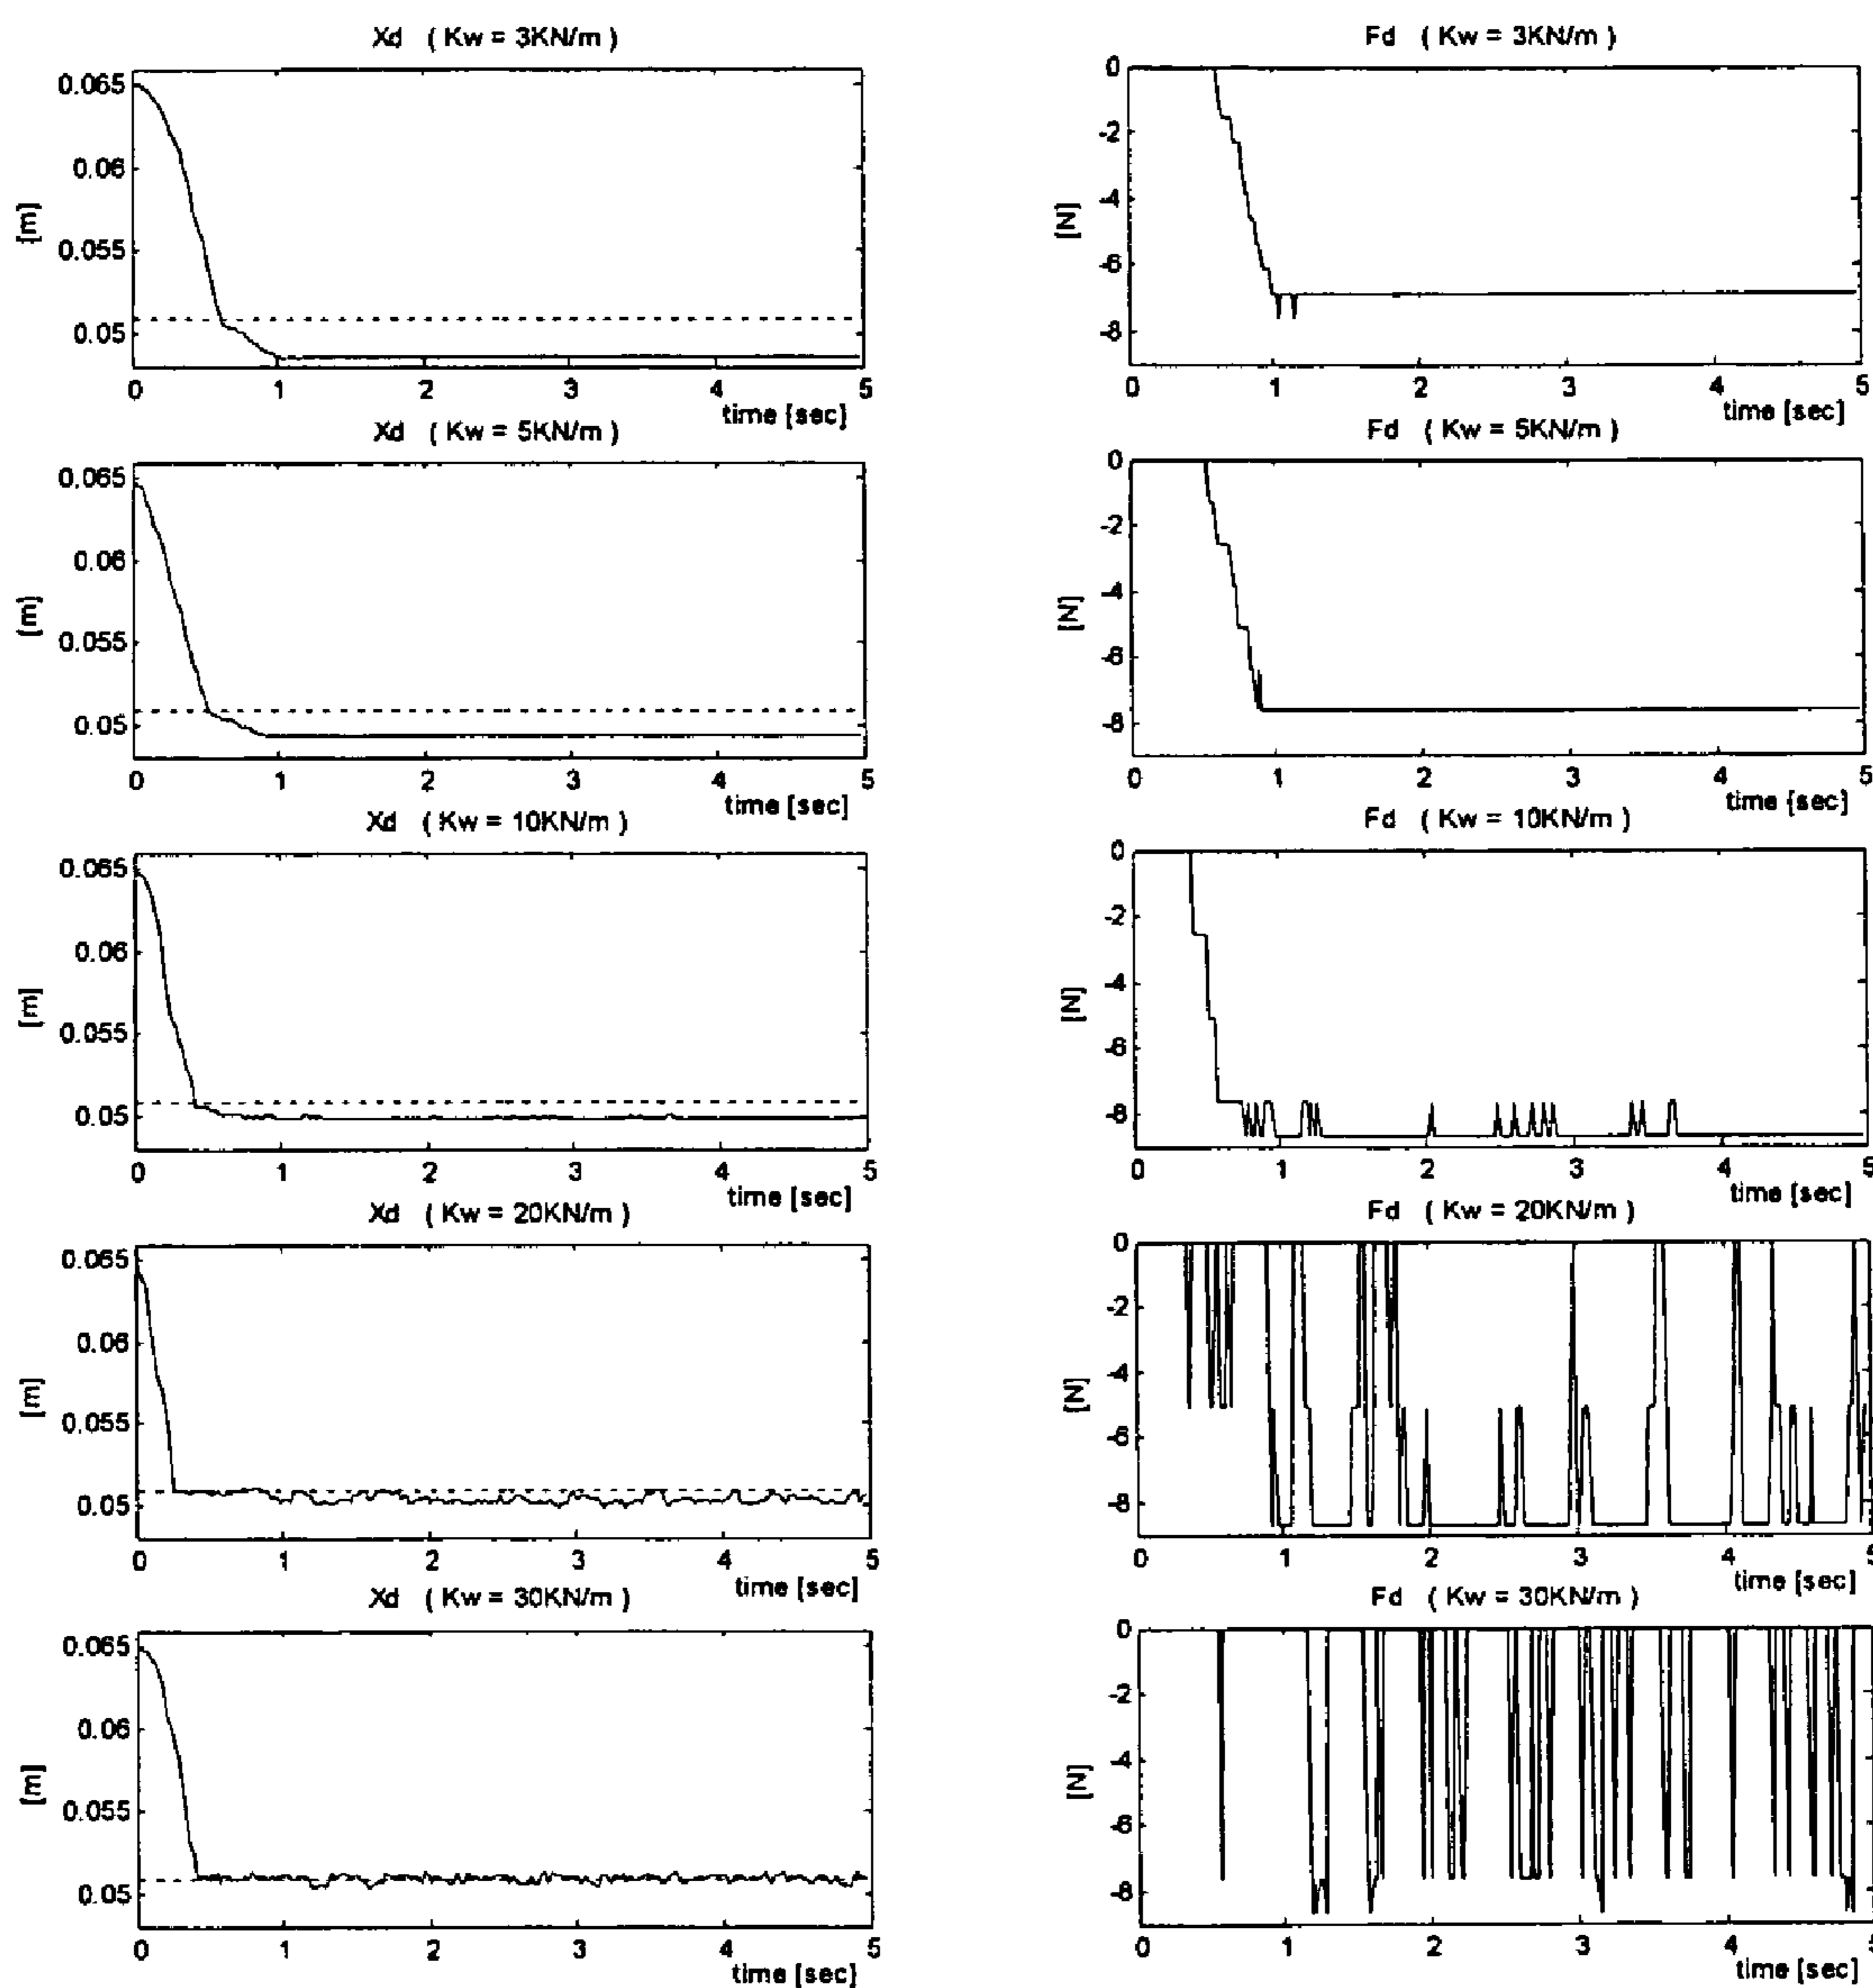 Xd ( Kw = 3KN/m )
0.065
0.06
0.055
0.05
[m]
0 1 2 3 4 5
time [sec]
Fd ( Kw = 3KN/m )
0
-2
-4
-6
-8
[N]
0 1 2 3 4 5
time [sec]
Xd ( Kw = 5KN/m )
0.065
0.06
0.055
0.05
[m]
0 1 2 3 4 5
time [sec]
Fd ( Kw = 5KN/m )
0
-2
-4
-6
-8
[N]
0 1 2 3 4 5
time [sec]
Xd ( Kw = 10KN/m )
0.065
0.06
0.055
0.05
[m]
0 1 2 3 4 5
time [sec]
Fd ( Kw = 10KN/m )
0
-2
-4
-6
-8
[N]
0 1 2 3 4 5
time [sec]
Xd ( Kw = 20KN/m )
0.065
0.06
0.055
0.05
[m]
0 1 2 3 4 5
time [sec]
Fd ( Kw = 20KN/m )
0
-2
-4
-6
-8
[N]
0 1 2 3 4 5
time [sec]
Xd ( Kw = 30KN/m )
0.065
0.06
0.055
0.05
[m]
0 1 2 3 4 5
time [sec]
Fd ( Kw = 30KN/m )
0
-2
-4
-6
-8
[N]
0 1 2 3 4 5
time [sec]